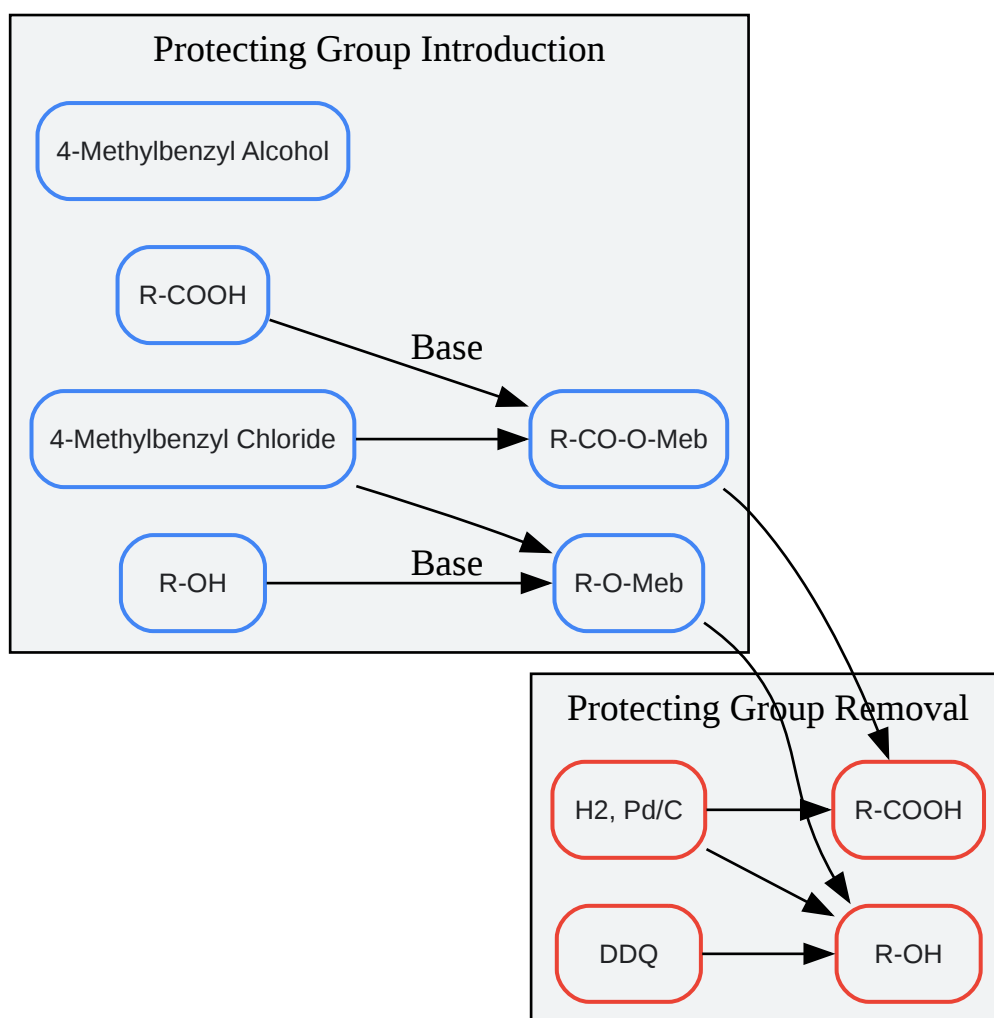 Protecting Group Introduction
4-Methylbenzyl Alcohol
R-COOH
Base
4-Methylbenzyl Chloride
R-CO-O-Meb
R-OH
Base
R-O-Meb
Protecting Group Removal
H2, Pd/C
R-COOH
DDQ
R-OH